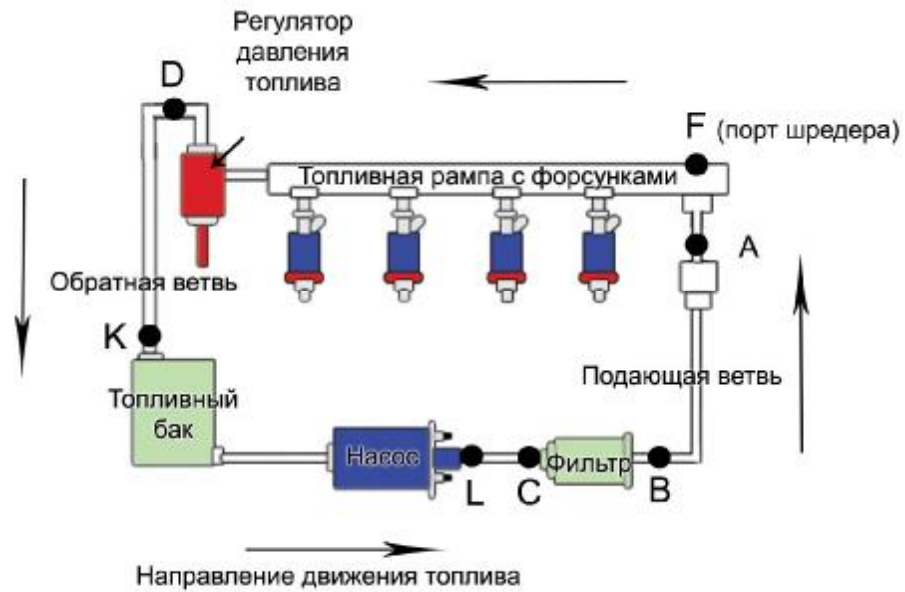 Регулятор
давления
топлива
D
F (порт шредера)
Топливная рампа с форсунками
A
Обратная ветвь
K
Подающая ветвь
Топливный
бак
Насос
Фильтр
L
C
B
Направление движения топлива